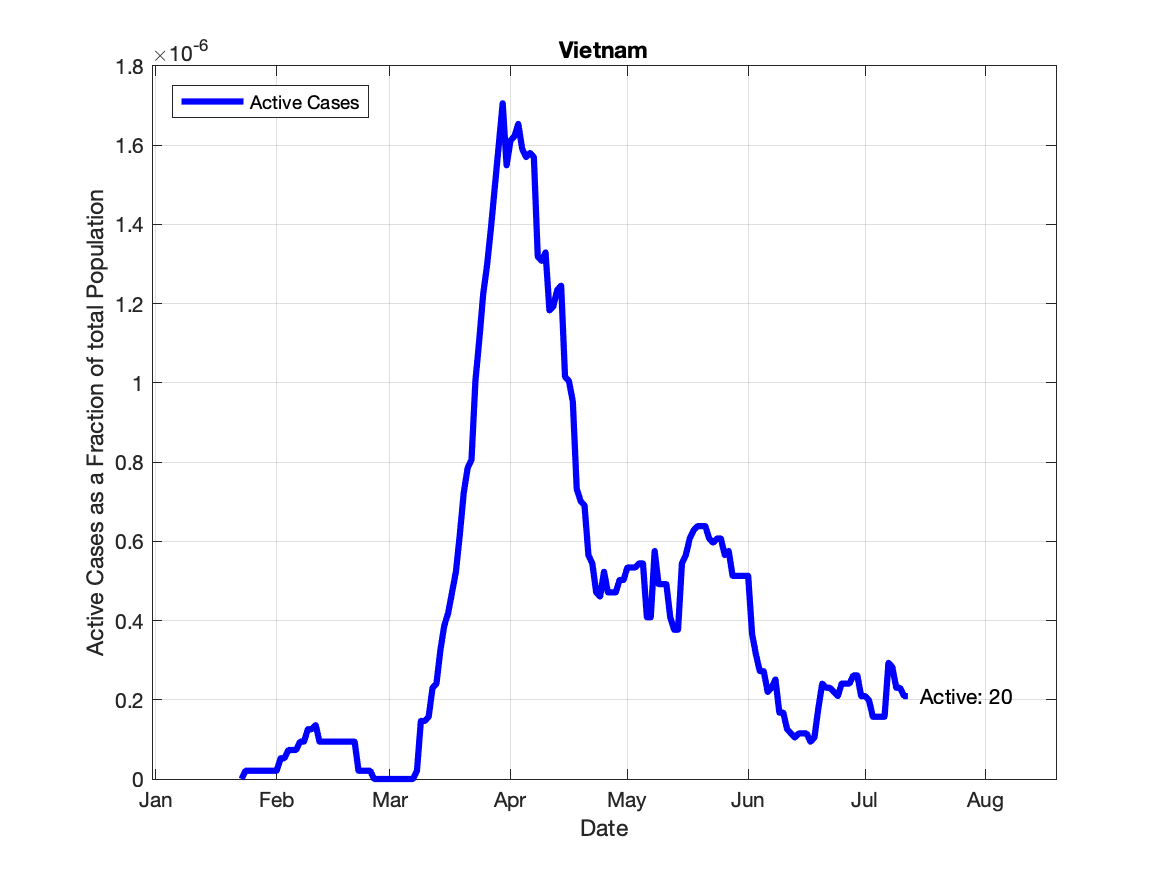 Vietnam
×10-6
Active Cases
1.8
1.6
1.4
1.2
1
0.8
0.6
0.4
0.2
0
Active Cases as a Fraction of total Population
Active: 20
Jan Feb Mar Apr May Jun Jul Aug
Date